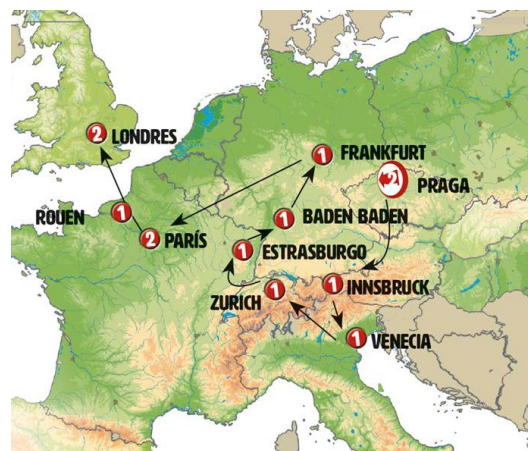 2 LONDRES
1 FRANKFURT
2 PRAGA
ROUEN 1
1 BADEN BADEN
2 PARÍS
1 ESTRASBURGO
ZURICH 1
1 INNSBRUCK
1 VENECIA